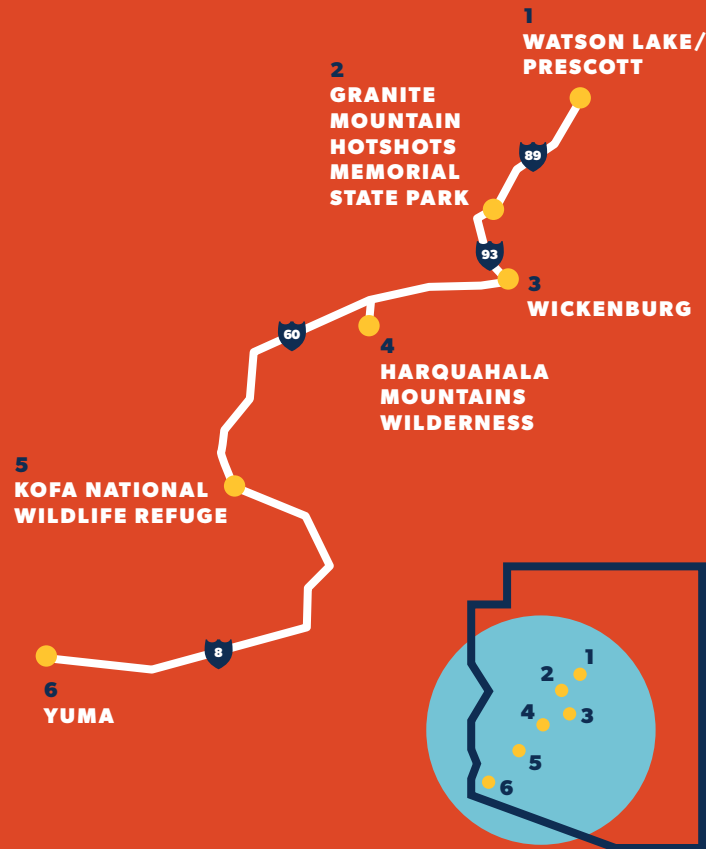 1
WATSON LAKE/
PRESCOTT
2
GRANITE
MOUNTAIN
HOTSHOTS
MEMORIAL
STATE PARK
89
93
3
WICKENBURG
60
4
HARQUAHALA
MOUNTAINS
WILDERNESS
5
KOFA NATIONAL
WILDLIFE REFUGE
8
6
YUMA
1
2
3
4
5
6